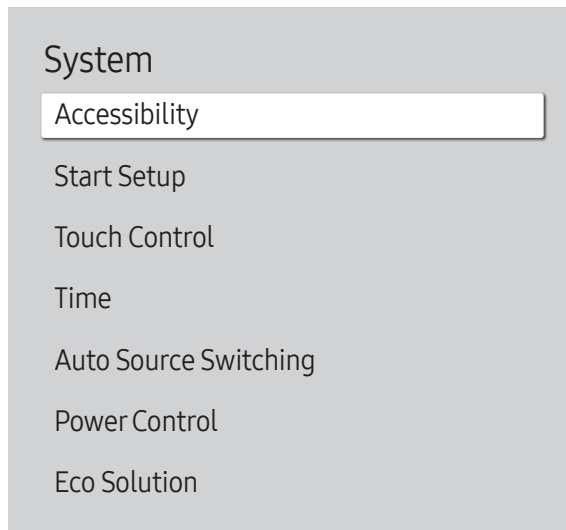 System
Accessibility
Start Setup
Touch Control
Time
Auto Source Switching
Power Control
Eco Solution